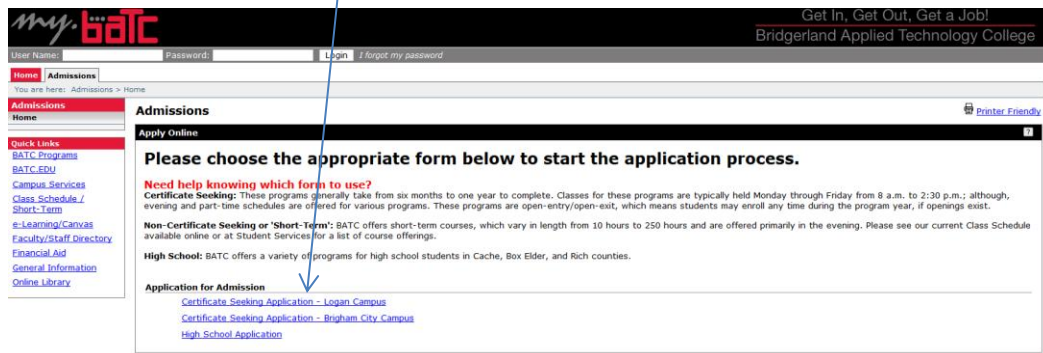 my.batc
Get In, Get Out, Get a Job!
Bridgerland Applied Technology College
User Name: Password: Login I forgot my password
Home Admissions
You are here: Admissions > Home
Admissions
Home
Quick Links
BATC Programs
BATC.EDU
Campus Services
Class Schedule /
Short-Term
e-Learning/Canvas
Faculty/Staff Directory
Financial Aid
General Information
Online Library
Admissions
Printer Friendly
Apply Online ?
Please choose the appropriate form below to start the application process.
Need help knowing which form to use?
Certificate Seeking: These programs generally take from six months to one year to complete. Classes for these programs are typically held Monday through Friday from 8 a.m. to 2:30 p.m.; although,
evening and part-time schedules are offered for various programs. These programs are open-entry/open-exit, which means students may enroll any time during the program year, if openings exist.
Non-Certificate Seeking or 'Short-Term': BATC offers short-term courses, which vary in length from 10 hours to 250 hours and are offered primarily in the evening. Please see our current Class Schedule
available online or at Student Services for a list of course offerings.
High School: BATC offers a variety of programs for high school students in Cache, Box Elder, and Rich counties.
Application for Admission
Certificate Seeking Application - Logan Campus
Certificate Seeking Application - Brigham City Campus
High School Application